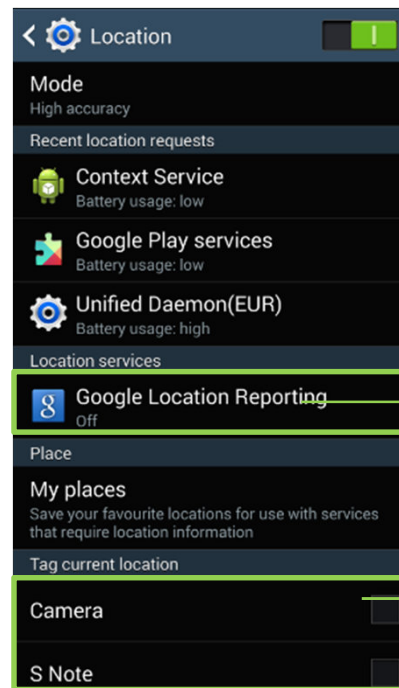 Location
Mode
High accuracy
Recent location requests
Context Service
Battery usage: low
Google Play services
Battery usage: low
Unified Daemon(EUR)
Battery usage: high
Location services
g
Google Location Reporting
Off
Place
My places
Save your favourite locations for use with services
that require location information
Tag current location
Camera
S Note